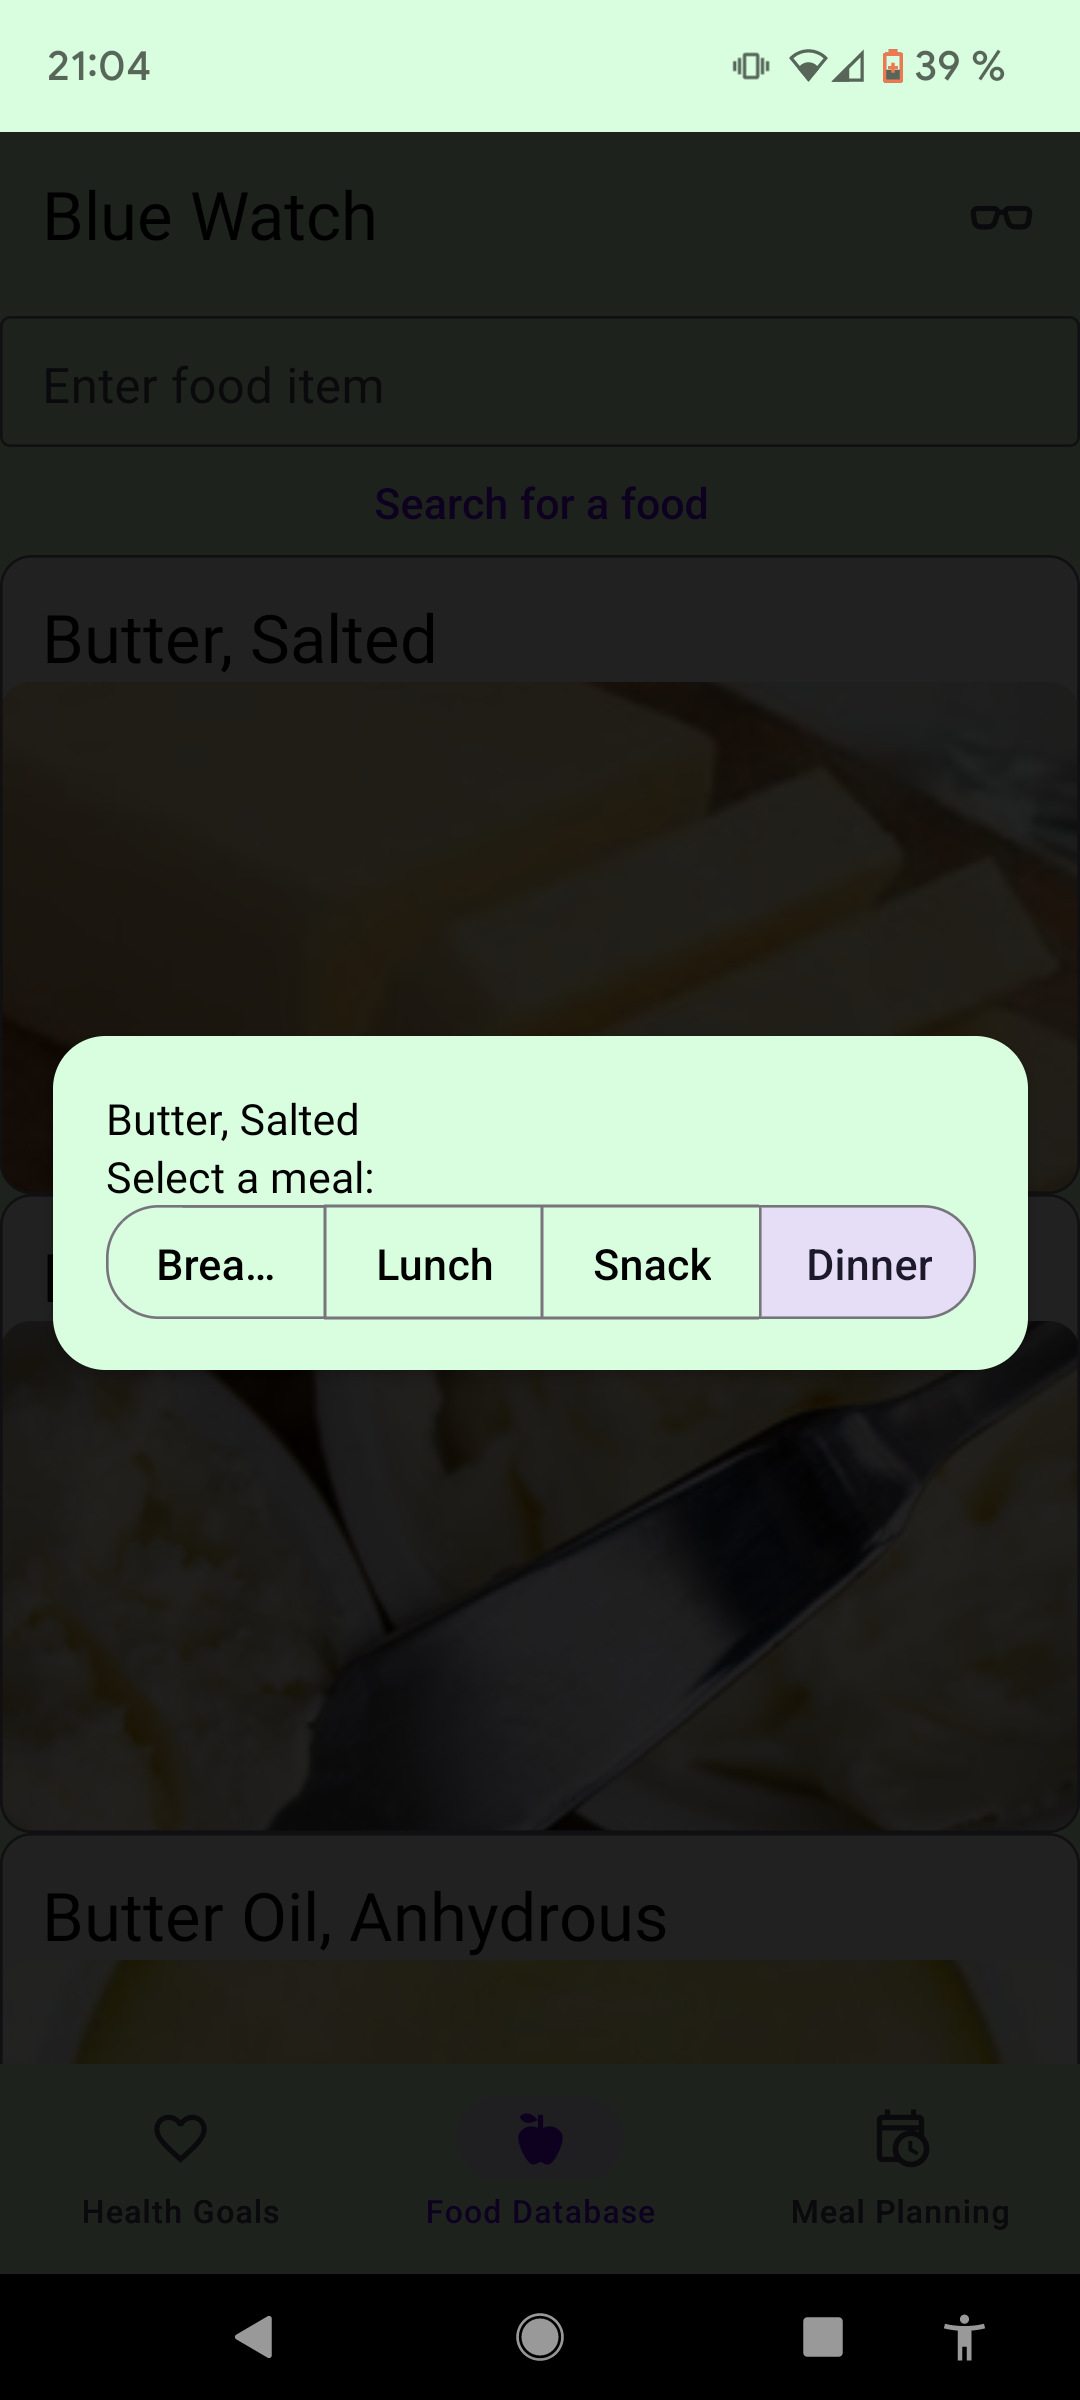 21:04
39 %
Blue Watch
Enter food item
Search for a food
Butter, Salted
Butter, Salted
Select a meal:
Brea...
Lunch
Snack
Dinner
Butter Oil, Anhydrous
Health Goals
Food Database
Meal Planning